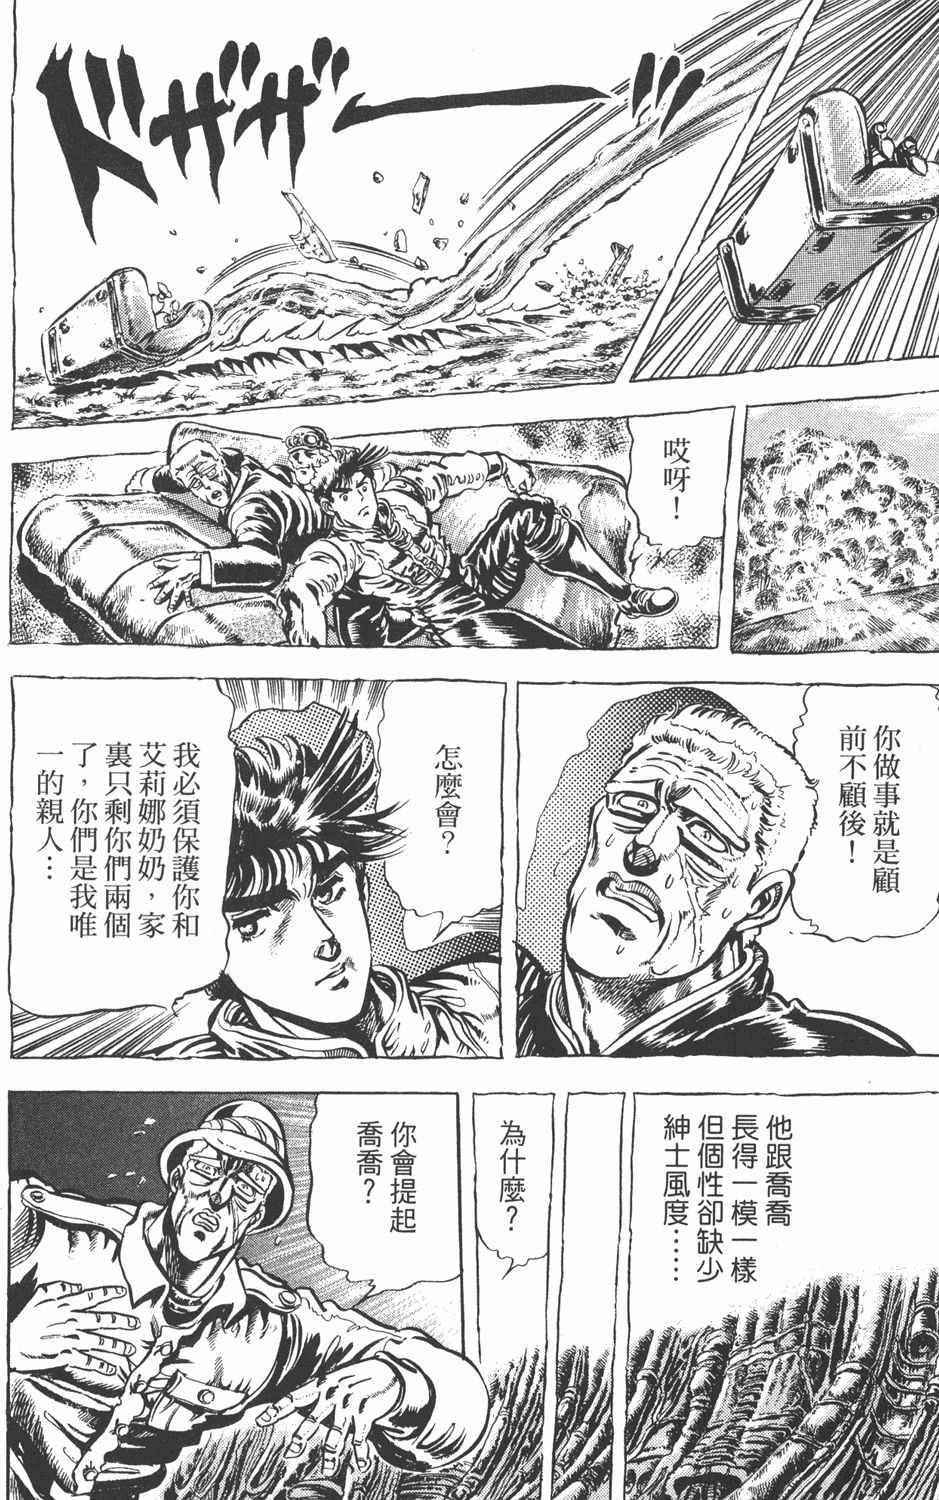 ズザザーッ
哎呀！
你做事就是顧
前不顧後！
怎麼會？
我必須保護你和
艾莉娜奶奶，家
裏只剩你們兩個
了，你們是我唯
一的親人…
他跟喬喬
長得一模一樣
但個性卻缺少
紳士風度……
為什麼？
你會提起
喬喬？